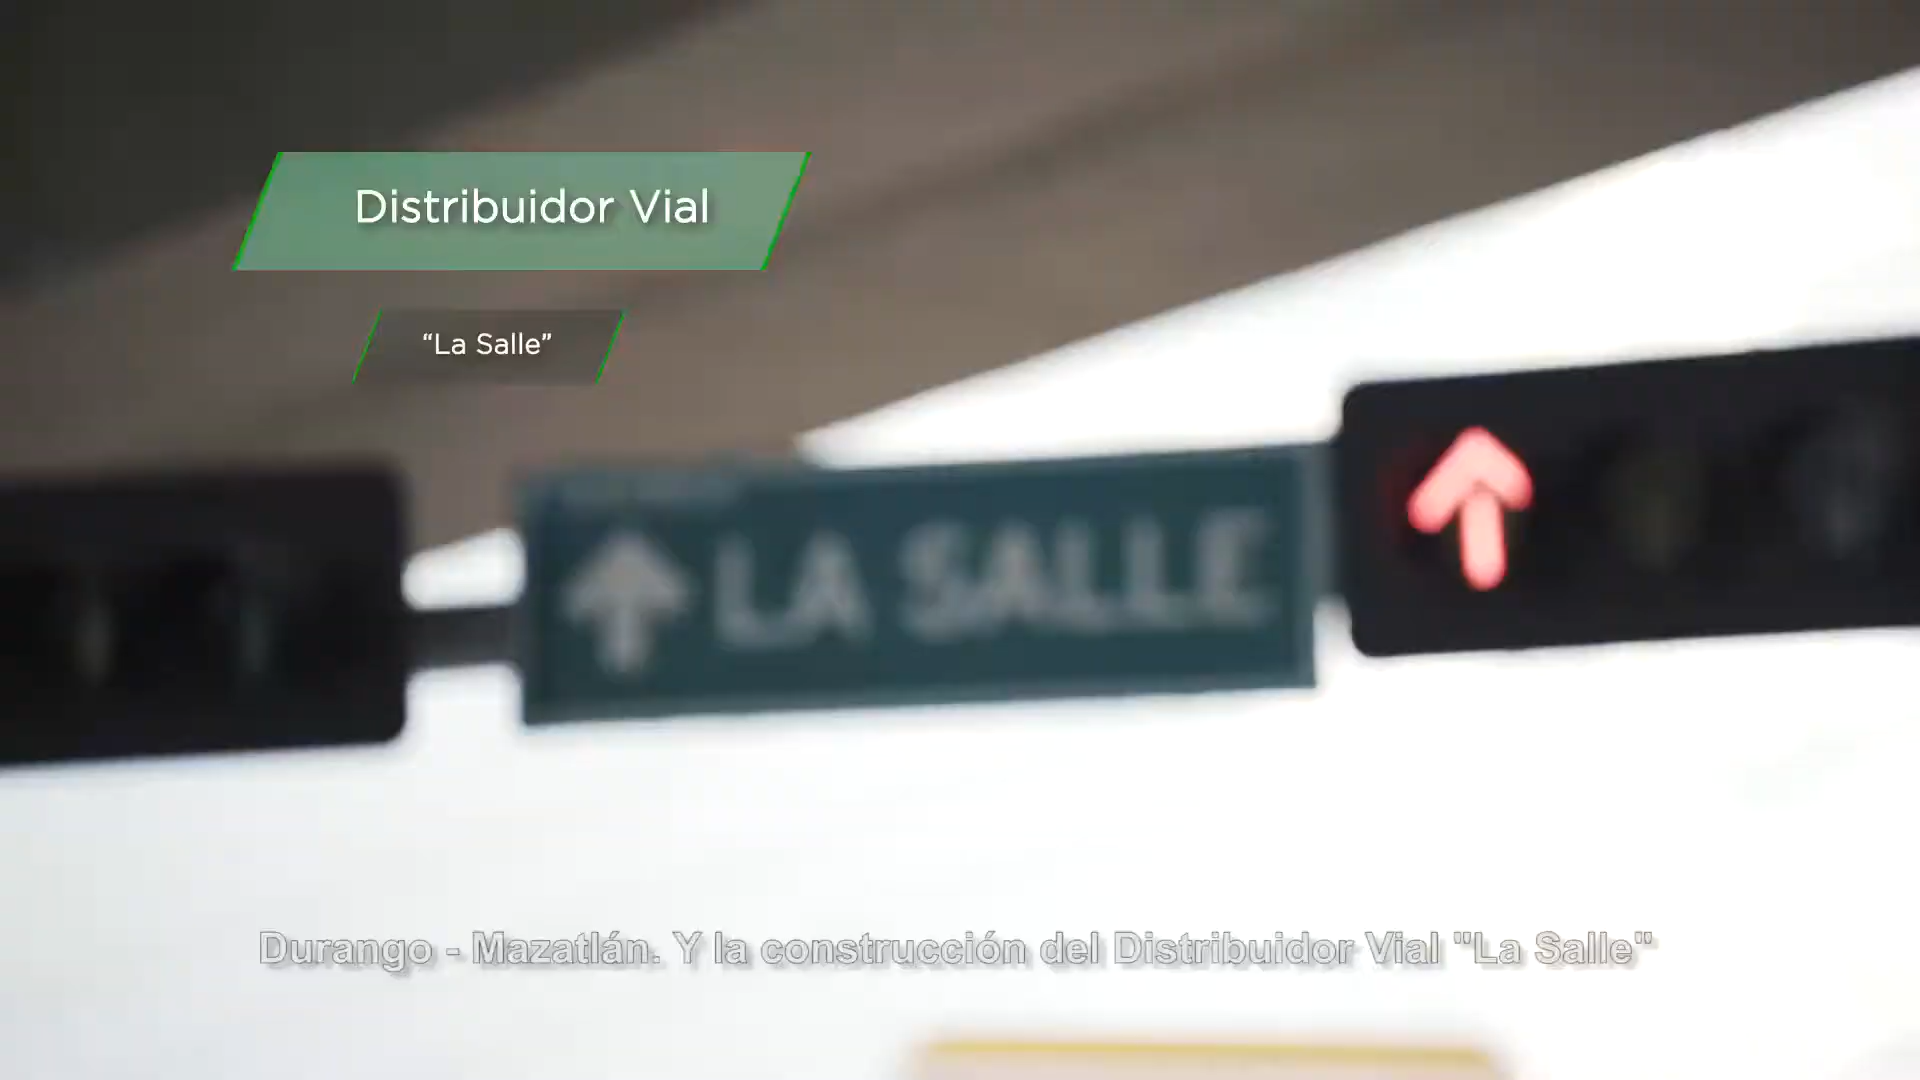 Distribuidor Vial
“La Salle”
LA SALLE
Durango - Mazatlán. Y la construcción del Distribuidor Vial "La Salle"